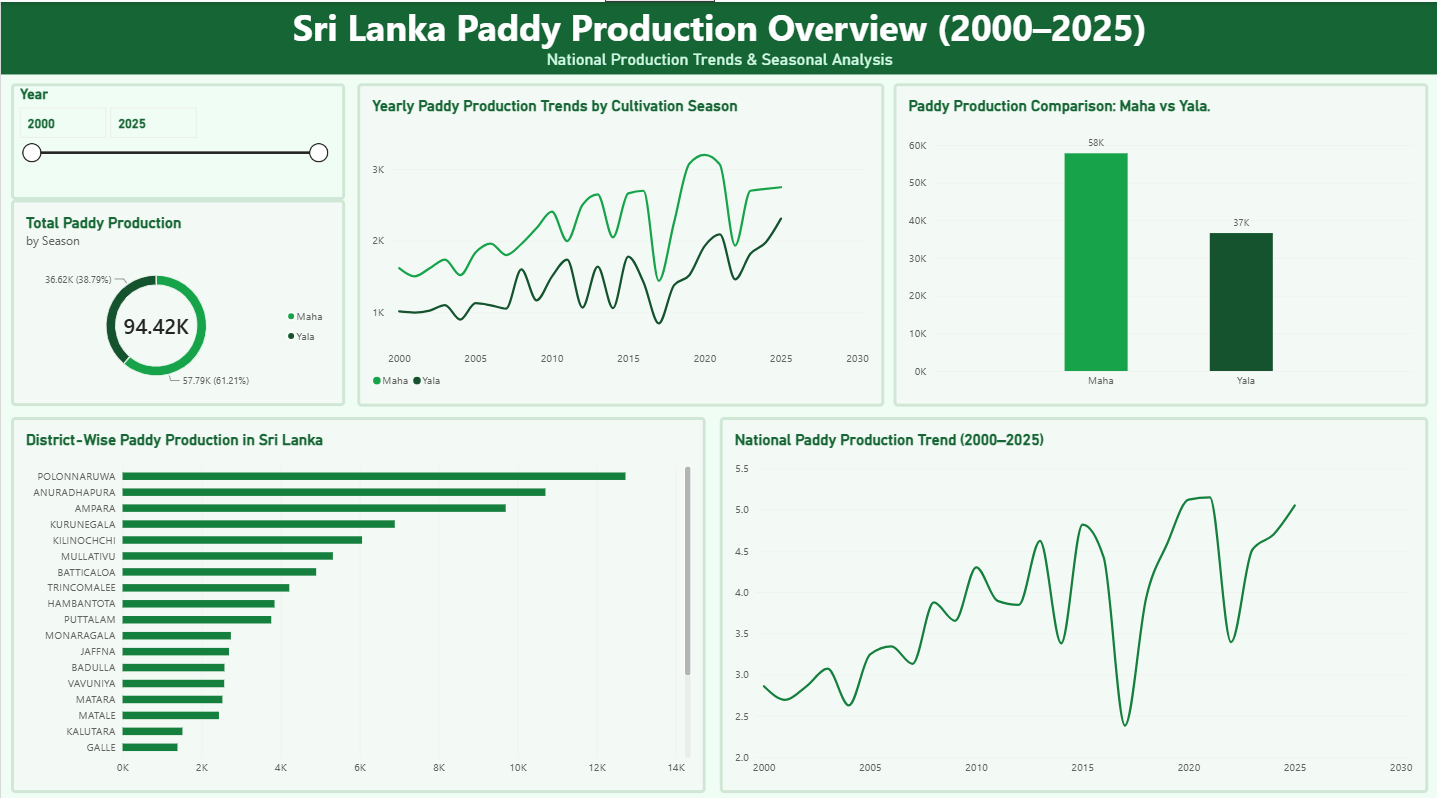 Sri Lanka Paddy Production Overview (2000–2025)
National Production Trends & Seasonal Analysis
Year
2000 2025
Total Paddy Production
by Season
36.62K (38.79%)
94.42K
57.79K (61.21%)
Maha
Yala
Yearly Paddy Production Trends by Cultivation Season
3K
2K
1K
2000 2005 2010 2015 2020 2025 2030
Maha Yala
Paddy Production Comparison: Maha vs Yala.
60K
50K
40K
30K
20K
10K
0K
58K
37K
Maha Yala
District-Wise Paddy Production in Sri Lanka
POLONNARUWA
ANURADHAPURA
AMPARA
KURUNEGALA
KILINOCHCHI
MULLATIVU
BATTICALOA
TRINCOMALEE
HAMBANTOTA
PUTTALAM
MONARAGALA
JAFFNA
BADULLA
VAVUNIYA
MATARA
MATALE
KALUTARA
GALLE
0K 2K 4K 6K 8K 10K 12K 14K
National Paddy Production Trend (2000–2025)
5.5
5.0
4.5
4.0
3.5
3.0
2.5
2.0
2000 2005 2010 2015 2020 2025 2030